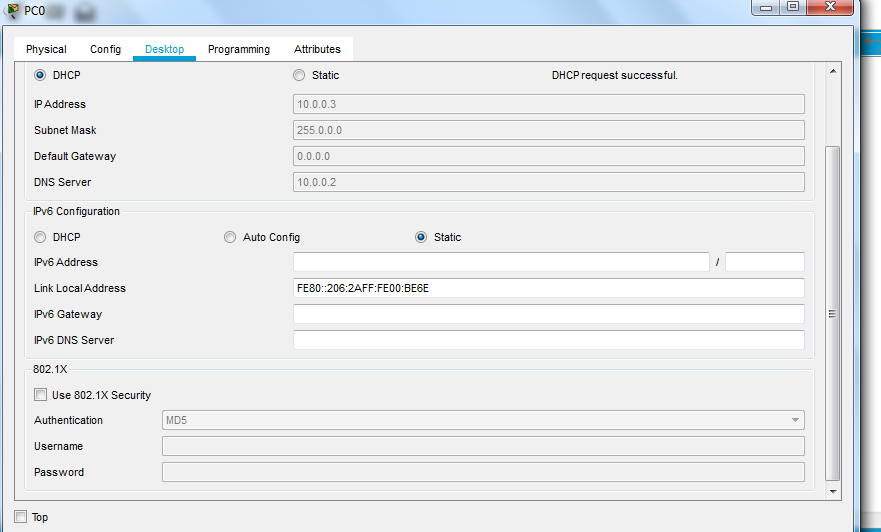 PC0
Physical Config Desktop Programming Attributes
DHCP Static DHCP request successful.
IP Address 10.0.0.3
Subnet Mask 255.0.0.0
Default Gateway 0.0.0.0
DNS Server 10.0.0.2
IPv6 Configuration
DHCP Auto Config Static
IPv6 Address /
Link Local Address FE80::206:2AFF:FE00:BE6E
IPv6 Gateway
IPv6 DNS Server
802.1X
Use 802.1X Security
Authentication MD5
Username
Password
Top